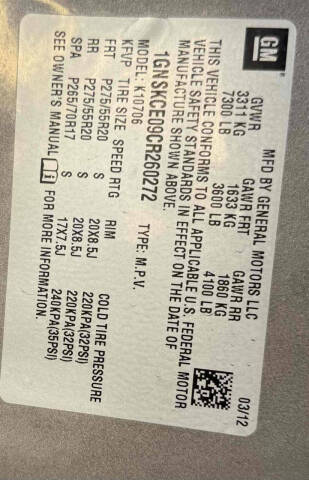 GM
MFD BY GENERAL MOTORS LLC 03/12
GVWR GAWR FRT GAWR RR
3311 KG 1633 KG 1860 KG
7300 LB 3600 LB 4100 LB
THIS VEHICLE CONFORMS TO ALL APPLICABLE U.S. FEDERAL MOTOR
VEHICLE SAFETY STANDARDS IN EFFECT ON THE DATE OF
MANUFACTURE SHOWN ABOVE.
1GNSKCE09CR260272 TYPE: M.P.V.
MODEL: K10706
KFVP TIRE SIZE SPEED RTG RIM COLD TIRE PRESSURE
FRT P275/55R20 S 20X8.5J 220KPA(32PSI)
RR P275/55R20 S 20X8.5J 220KPA(32PSI)
SPA P265/70R17 S 17X7.5J 240KPA(35PSI)
SEE OWNER'S MANUAL FOR MORE INFORMATION.